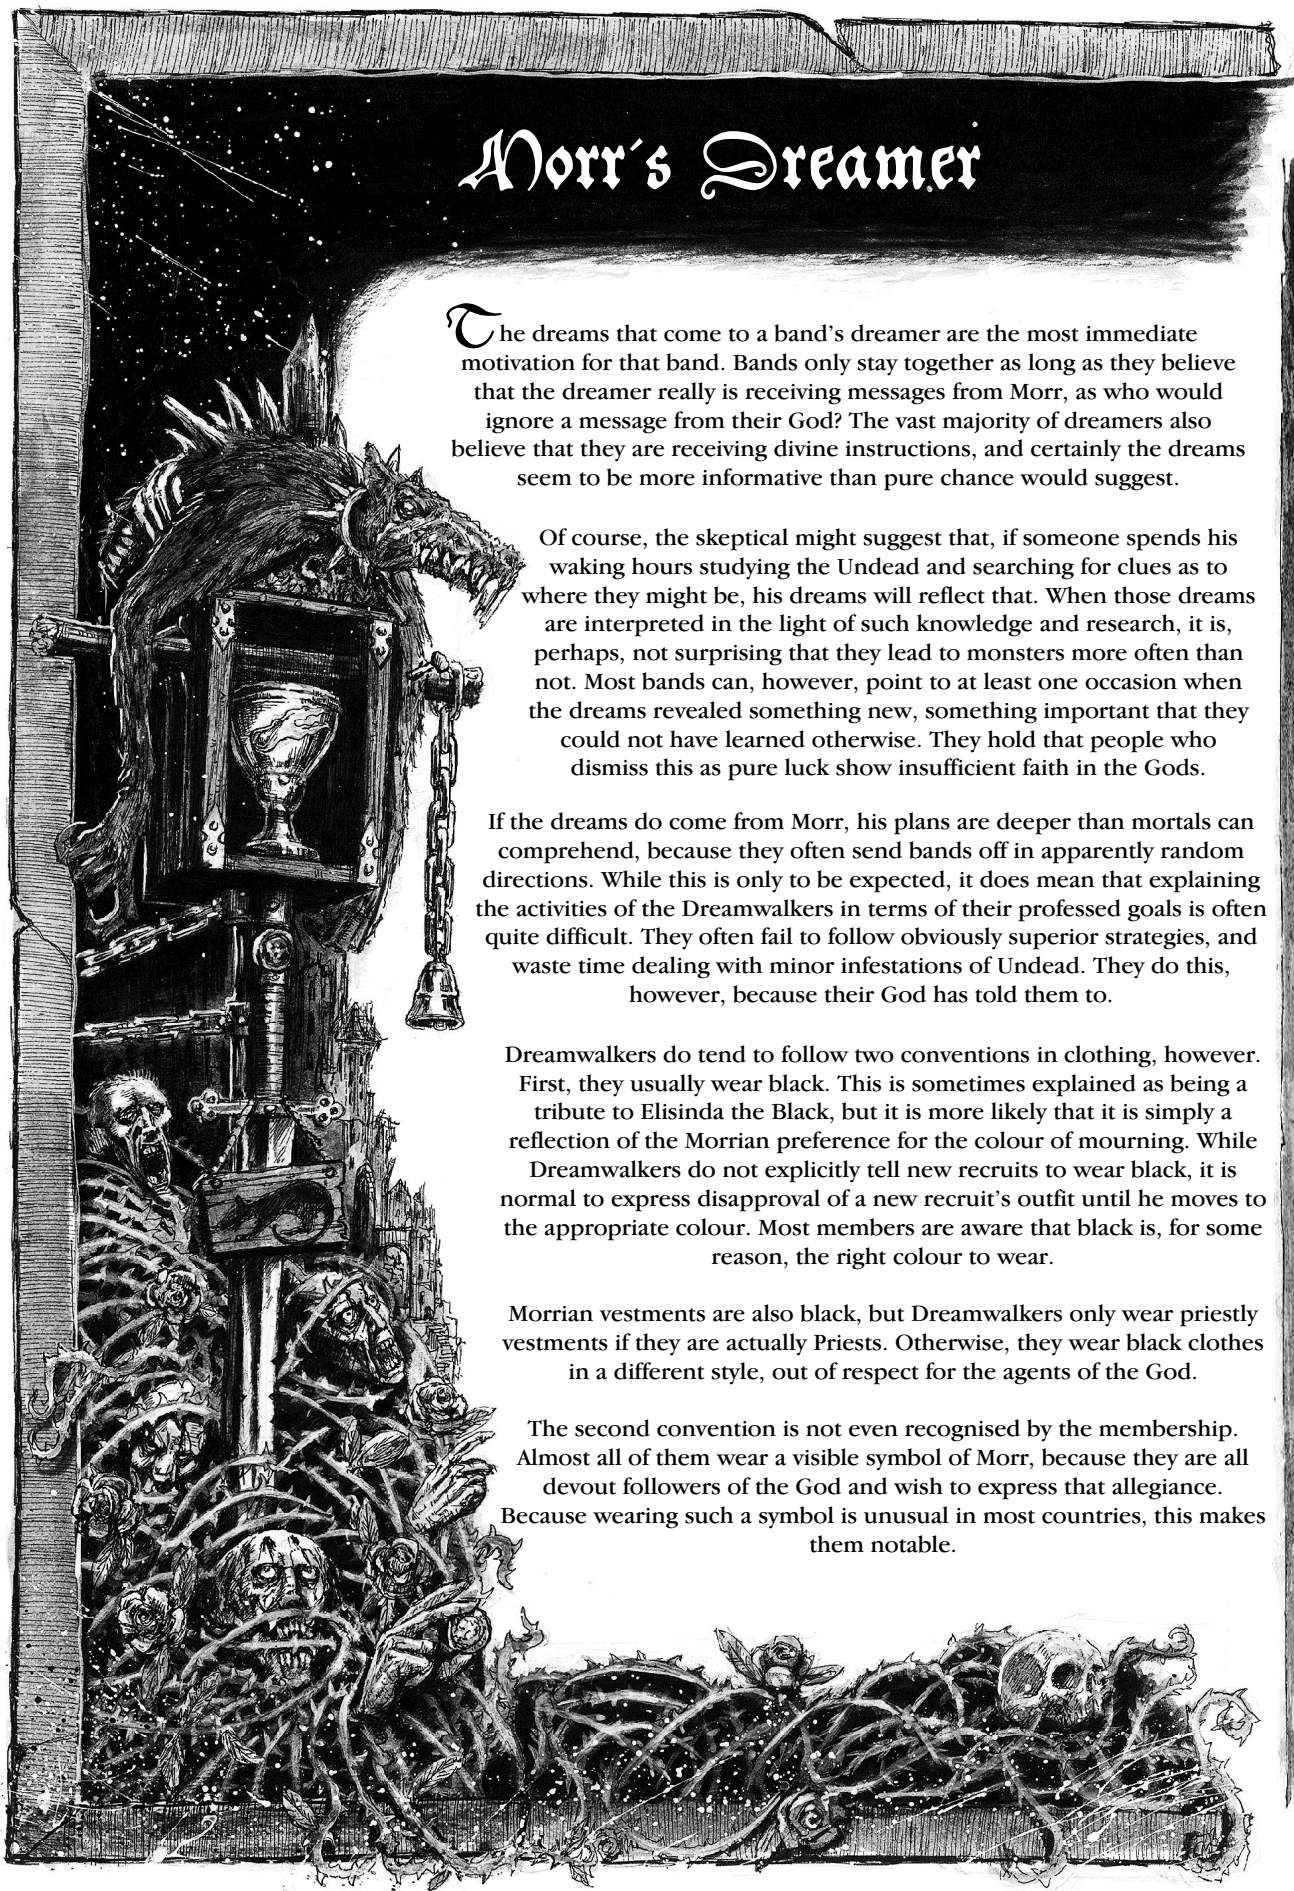 Morr's Dreamer
The dreams that come to a band's dreamer are the most immediate
motivation for that band. Bands only stay together as long as they believe
that the dreamer really is receiving messages from Morr, as who would
ignore a message from their God? The vast majority of dreamers also
believe that they are receiving divine instructions, and certainly the dreams
seem to be more informative than pure chance would suggest.
Of course, the skeptical might suggest that, if someone spends his
waking hours studying the Undead and searching for clues as to
where they might be, his dreams will reflect that. When those dreams
are interpreted in the light of such knowledge and research, it is,
perhaps, not surprising that they lead to monsters more often than
not. Most bands can, however, point to at least one occasion when
the dreams revealed something new, something important that they
could not have learned otherwise. They hold that people who
dismiss this as pure luck show insufficient faith in the Gods.
If the dreams do come from Morr, his plans are deeper than mortals can
comprehend, because they often send bands off in apparently random
directions. While this is only to be expected, it does mean that explaining
the activities of the Dreamwalkers in terms of their professed goals is often
quite difficult. They often fail to follow obviously superior strategies, and
waste time dealing with minor infestations of Undead. They do this,
however, because their God has told them to.
Dreamwalkers do tend to follow two conventions in clothing, however.
First, they usually wear black. This is sometimes explained as being a
tribute to Elisinda the Black, but it is more likely that it is simply a
reflection of the Morrian preference for the colour of mourning. While
Dreamwalkers do not explicitly tell new recruits to wear black, it is
normal to express disapproval of a new recruit's outfit until he moves to
the appropriate colour. Most members are aware that black is, for some
reason, the right colour to wear.
Morrian vestments are also black, but Dreamwalkers only wear priestly
vestments if they are actually Priests. Otherwise, they wear black clothes
in a different style, out of respect for the agents of the God.
The second convention is not even recognised by the membership.
Almost all of them wear a visible symbol of Morr, because they are all
devout followers of the God and wish to express that allegiance.
Because wearing such a symbol is unusual in most countries, this makes
them notable.